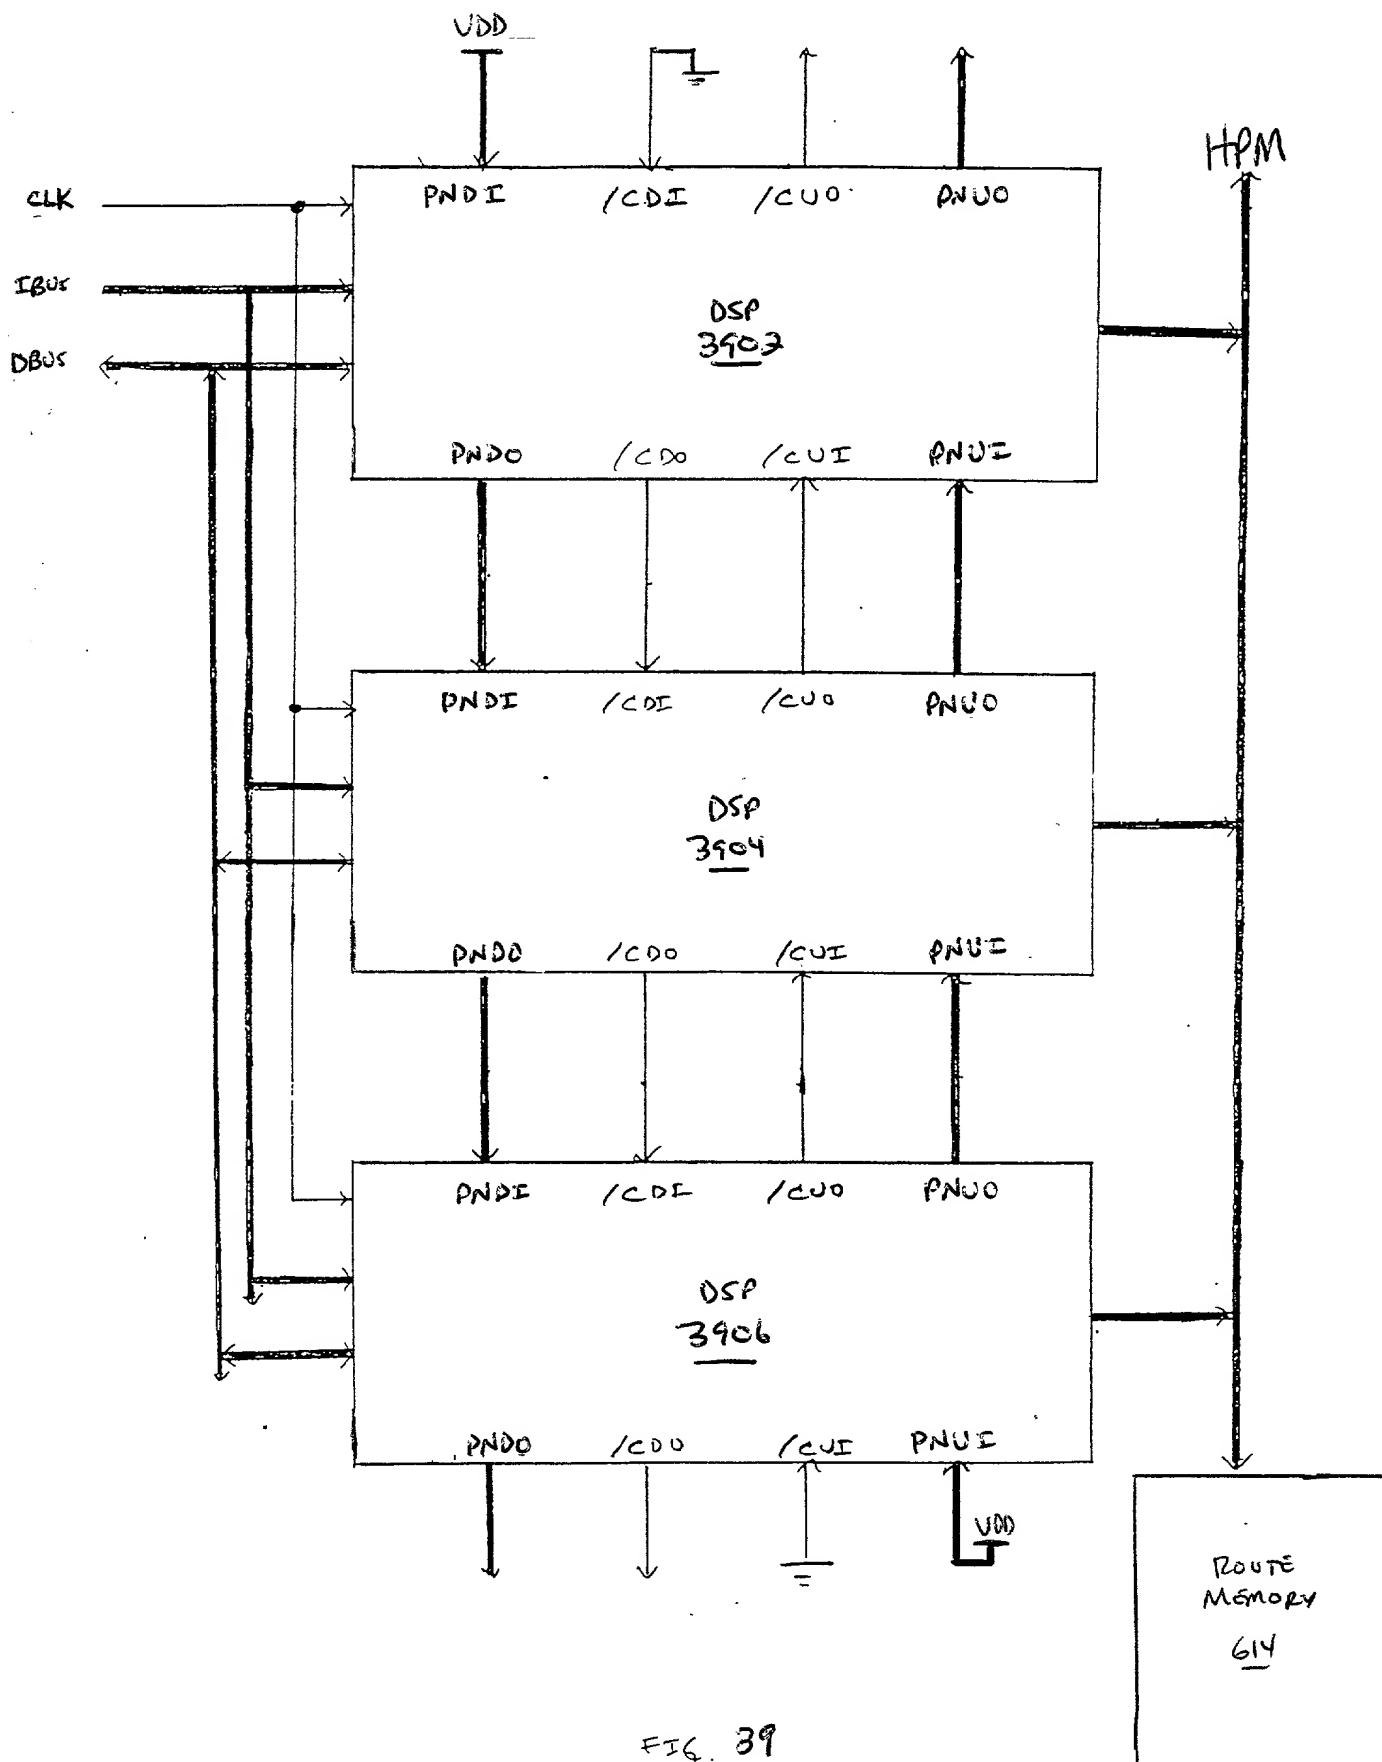 VDD
HPM
CLK
PNDI /CDI /CUO PNUO
IBUS
DSP
3902
DBUS
PNDO /CDO /CUI PNUI
PNDI /CDI /CUO PNUO
DSP
3904
PNDO /CDO /CUI PNUI
PNDI /CDI /CUO PNUO
DSP
3906
PNDO /CDO /CUI PNUI
VDD
ROUTE
MEMORY
614
FIG. 39